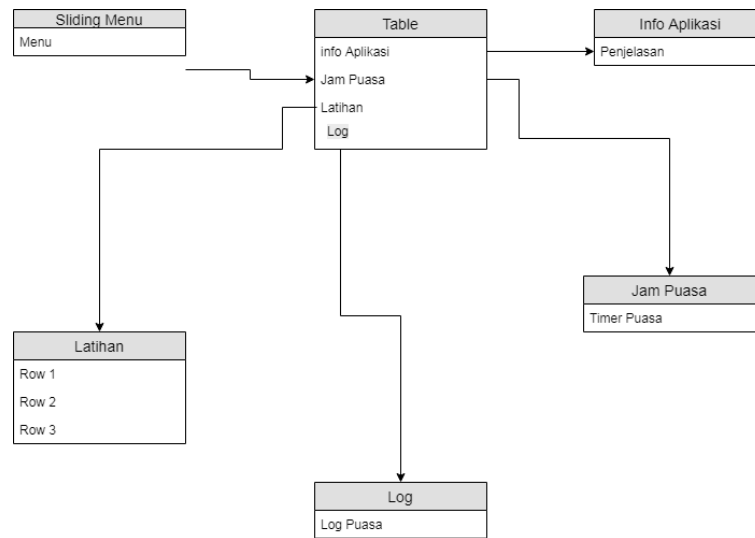 Sliding Menu
Menu
Table
info Aplikasi
Jam Puasa
Latihan
Log
Info Aplikasi
Penjelasan
Jam Puasa
Timer Puasa
Latihan
Row 1
Row 2
Row 3
Log
Log Puasa